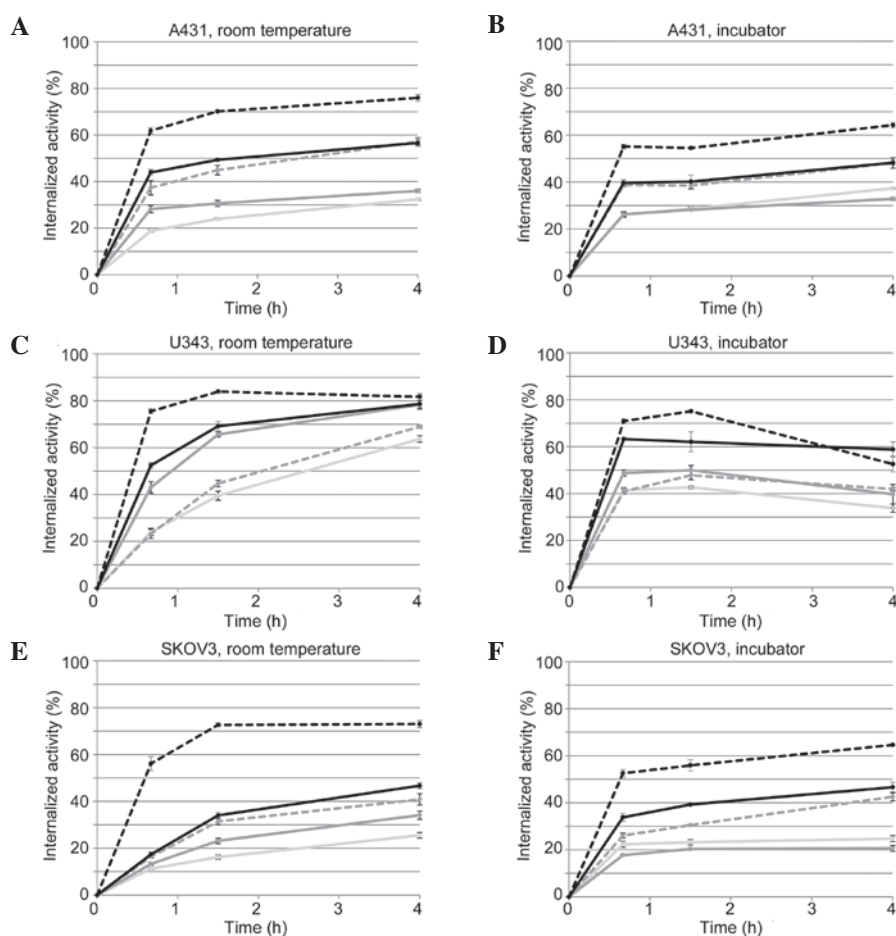 A
A431, room temperature
Internalized activity (%)
100
80
60
40
20
0
0 1 2 3 4
Time (h)
B
A431, incubator
Internalized activity (%)
100
80
60
40
20
0
0 1 2 3 4
Time (h)
C
U343, room temperature
Internalized activity (%)
100
80
60
40
20
0
0 1 2 3 4
Time (h)
D
U343, incubator
Internalized activity (%)
100
80
60
40
20
0
0 1 2 3 4
Time (h)
E
SKOV3, room temperature
Internalized activity (%)
100
80
60
40
20
0
0 1 2 3 4
Time (h)
F
SKOV3, incubator
Internalized activity (%)
100
80
60
40
20
0
0 1 2 3 4
Time (h)